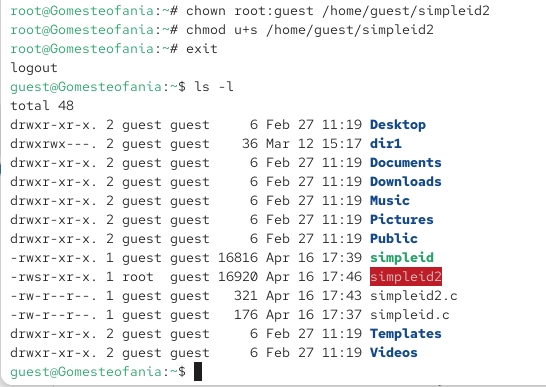 root@Gomesteofania:~# chown root:guest /home/guest/simpleid2
root@Gomesteofania:~# chmod u+s /home/guest/simpleid2
root@Gomesteofania:~# exit
logout
guest@Gomesteofania:~$ ls -l
total 48
drwxr-xr-x. 2 guest guest     6 Feb 27 11:19 Desktop
drwxrwx---. 2 guest guest    36 Mar 12 15:17 dir1
drwxr-xr-x. 2 guest guest     6 Feb 27 11:19 Documents
drwxr-xr-x. 2 guest guest     6 Feb 27 11:19 Downloads
drwxr-xr-x. 2 guest guest     6 Feb 27 11:19 Music
drwxr-xr-x. 2 guest guest     6 Feb 27 11:19 Pictures
drwxr-xr-x. 2 guest guest     6 Feb 27 11:19 Public
-rwxr-xr-x. 1 guest guest 16816 Apr 16 17:39 simpleid
-rwsr-xr-x. 1 root  guest 16920 Apr 16 17:46 simpleid2
-rw-r--r--. 1 guest guest   321 Apr 16 17:43 simpleid2.c
-rw-r--r--. 1 guest guest   176 Apr 16 17:37 simpleid.c
drwxr-xr-x. 2 guest guest     6 Feb 27 11:19 Templates
drwxr-xr-x. 2 guest guest     6 Feb 27 11:19 Videos
guest@Gomesteofania:~$